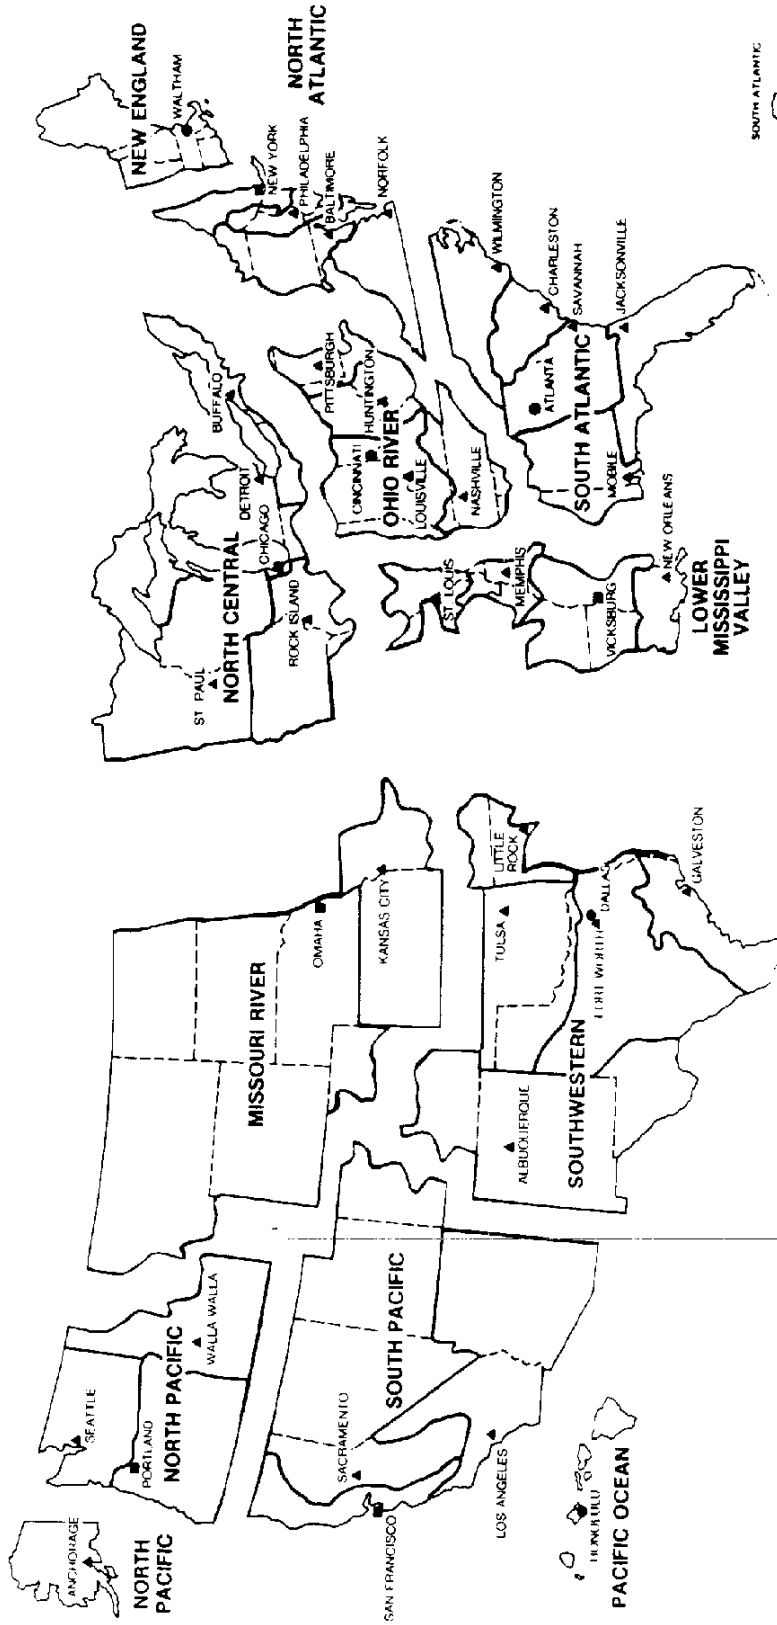 ANCHORAGE
NORTH
PACIFIC
SEATTLE
PORTLAND
NORTH PACIFIC
WALLA WALLA
SAN FRANCISCO
SACRAMENTO
SOUTH PACIFIC
LOS ANGELES
HONOLULU
PACIFIC OCEAN
MISSOURI RIVER
OMAHA
KANSAS CITY
ALBUQUERQUE
SOUTHWESTERN
TULSA
LITTLE
ROCK
FORT WORTH
DALLAS
GALVESTON
ST PAUL
NORTH CENTRAL
ROCK ISLAND
CHICAGO
DETROIT
BUFFALO
ST LOUIS
MEMPHIS
VICKSBURG
NEW ORLEANS
LOWER
MISSISSIPPI
VALLEY
CINCINNATI
OHIO RIVER
LOUISVILLE
HUNTINGTON
PITTSBURGH
NASHVILLE
NEW ENGLAND
WALTHAM
NEW YORK
NORTH
ATLANTIC
PHILADELPHIA
BALTIMORE
NORFOLK
WILMINGTON
CHARLESTON
SAVANNAH
ATLANTA
SOUTH ATLANTIC
JACKSONVILLE
MOBILE
SOUTH ATLANTIC